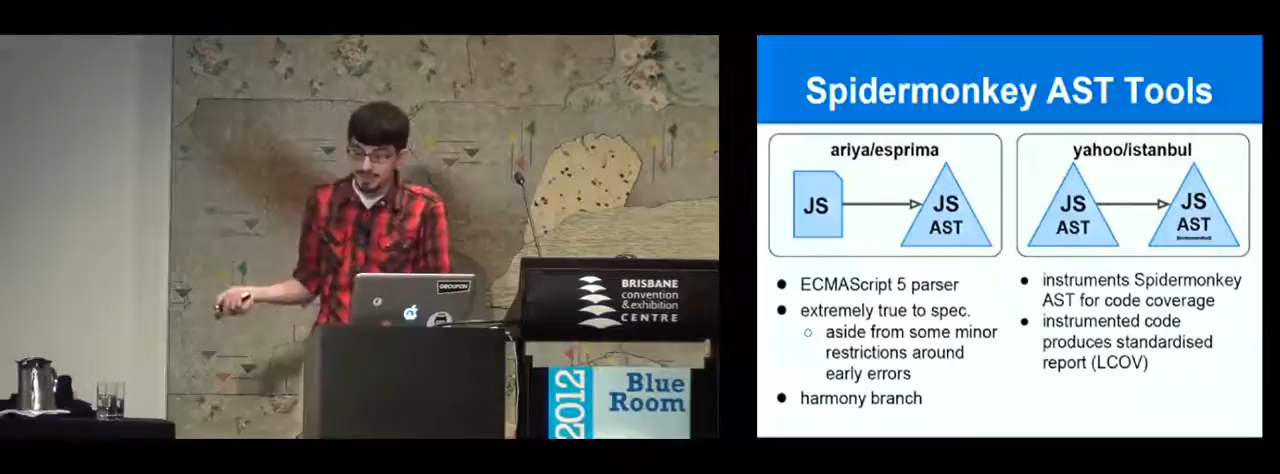 GROUPON
BRISBANE
convention
& exhibition
CENTRE
2012
Blue
Room
Spidermonkey AST Tools
ariya/esprima
JS
JS
AST
ECMAScript 5 parser
extremely true to spec.
aside from some minor
restrictions around
early errors
harmony branch
yahoo/istanbul
JS
AST
JS
AST
instruments Spidermonkey
AST for code coverage
instrumented code
produces standardised
report (LCOV)